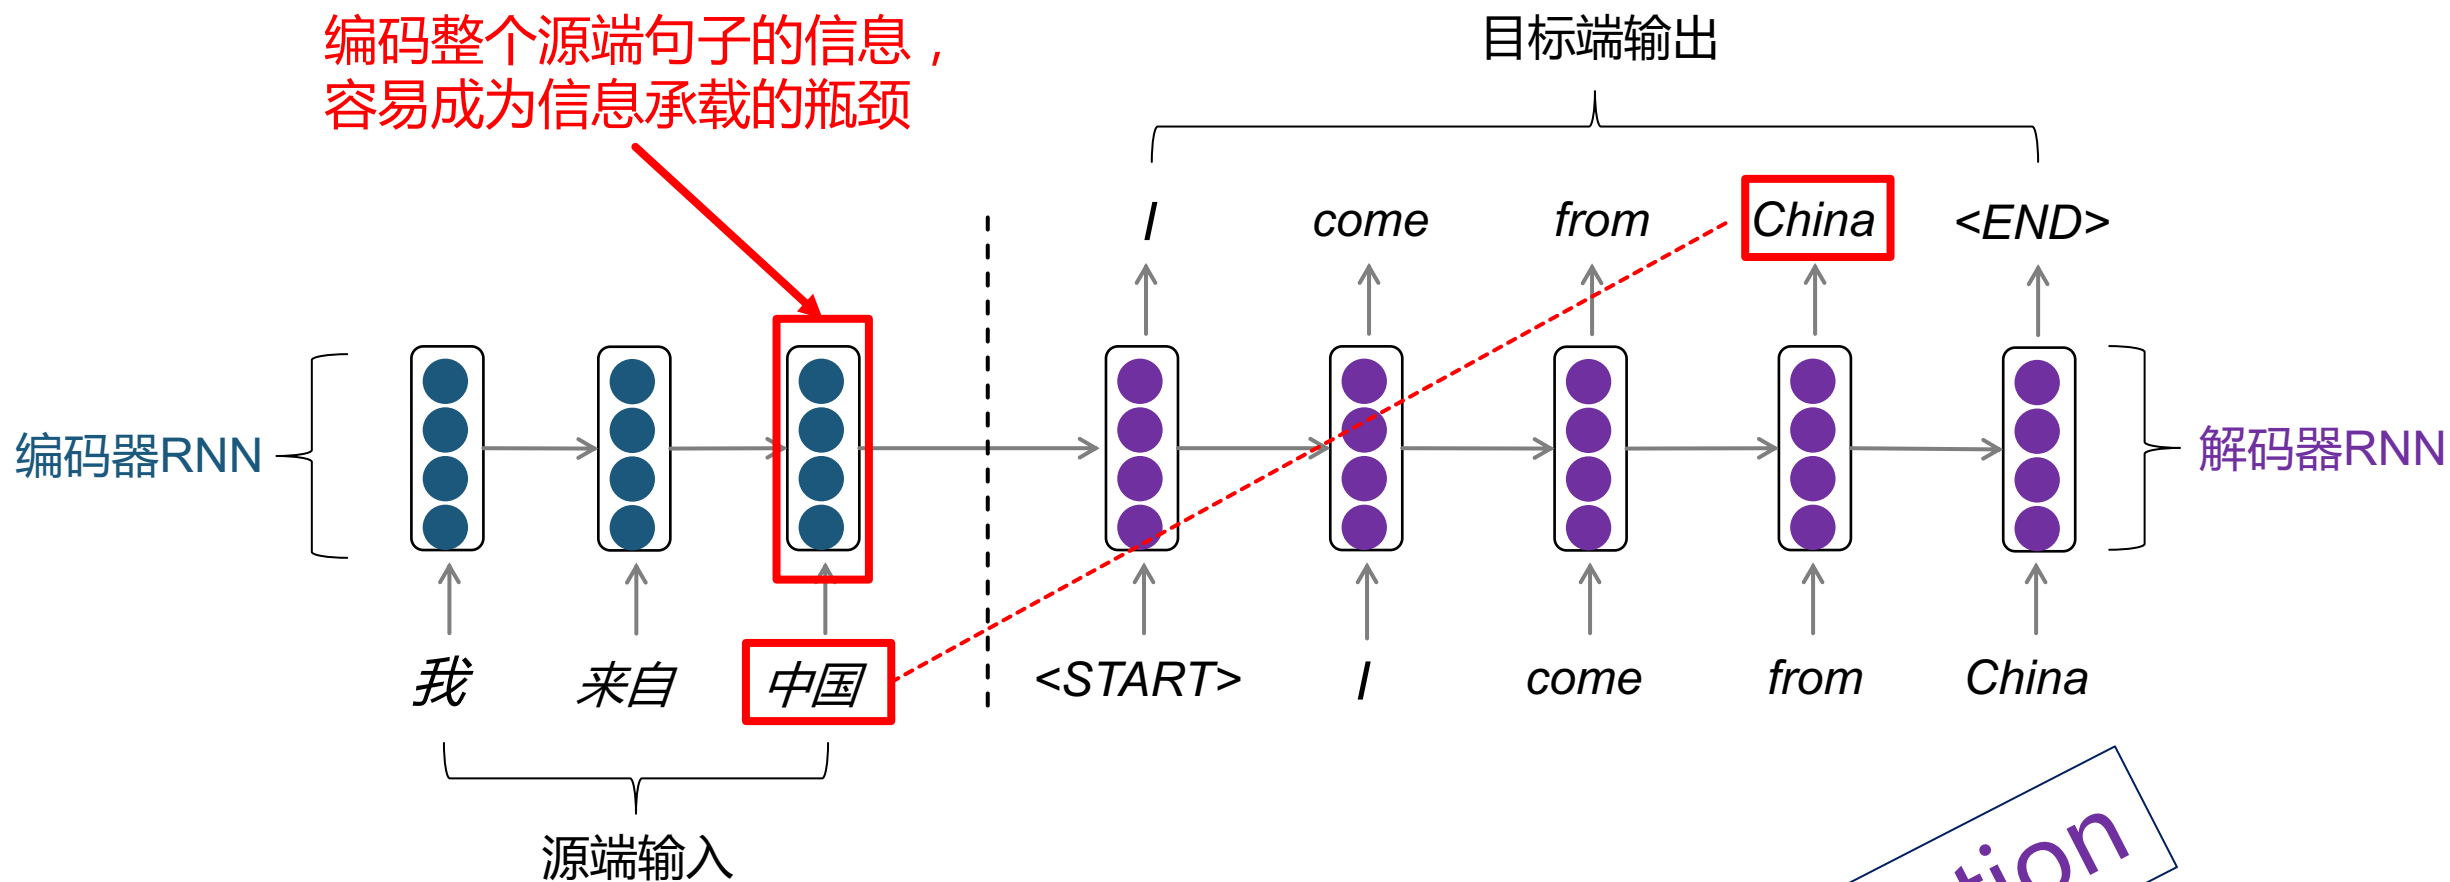 编码整个源端句子的信息，
容易成为信息承载的瓶颈
目标端输出
I come from China <END>
编码器RNN
解码器RNN
我 来自 中国 <START> I come from China
源端输入